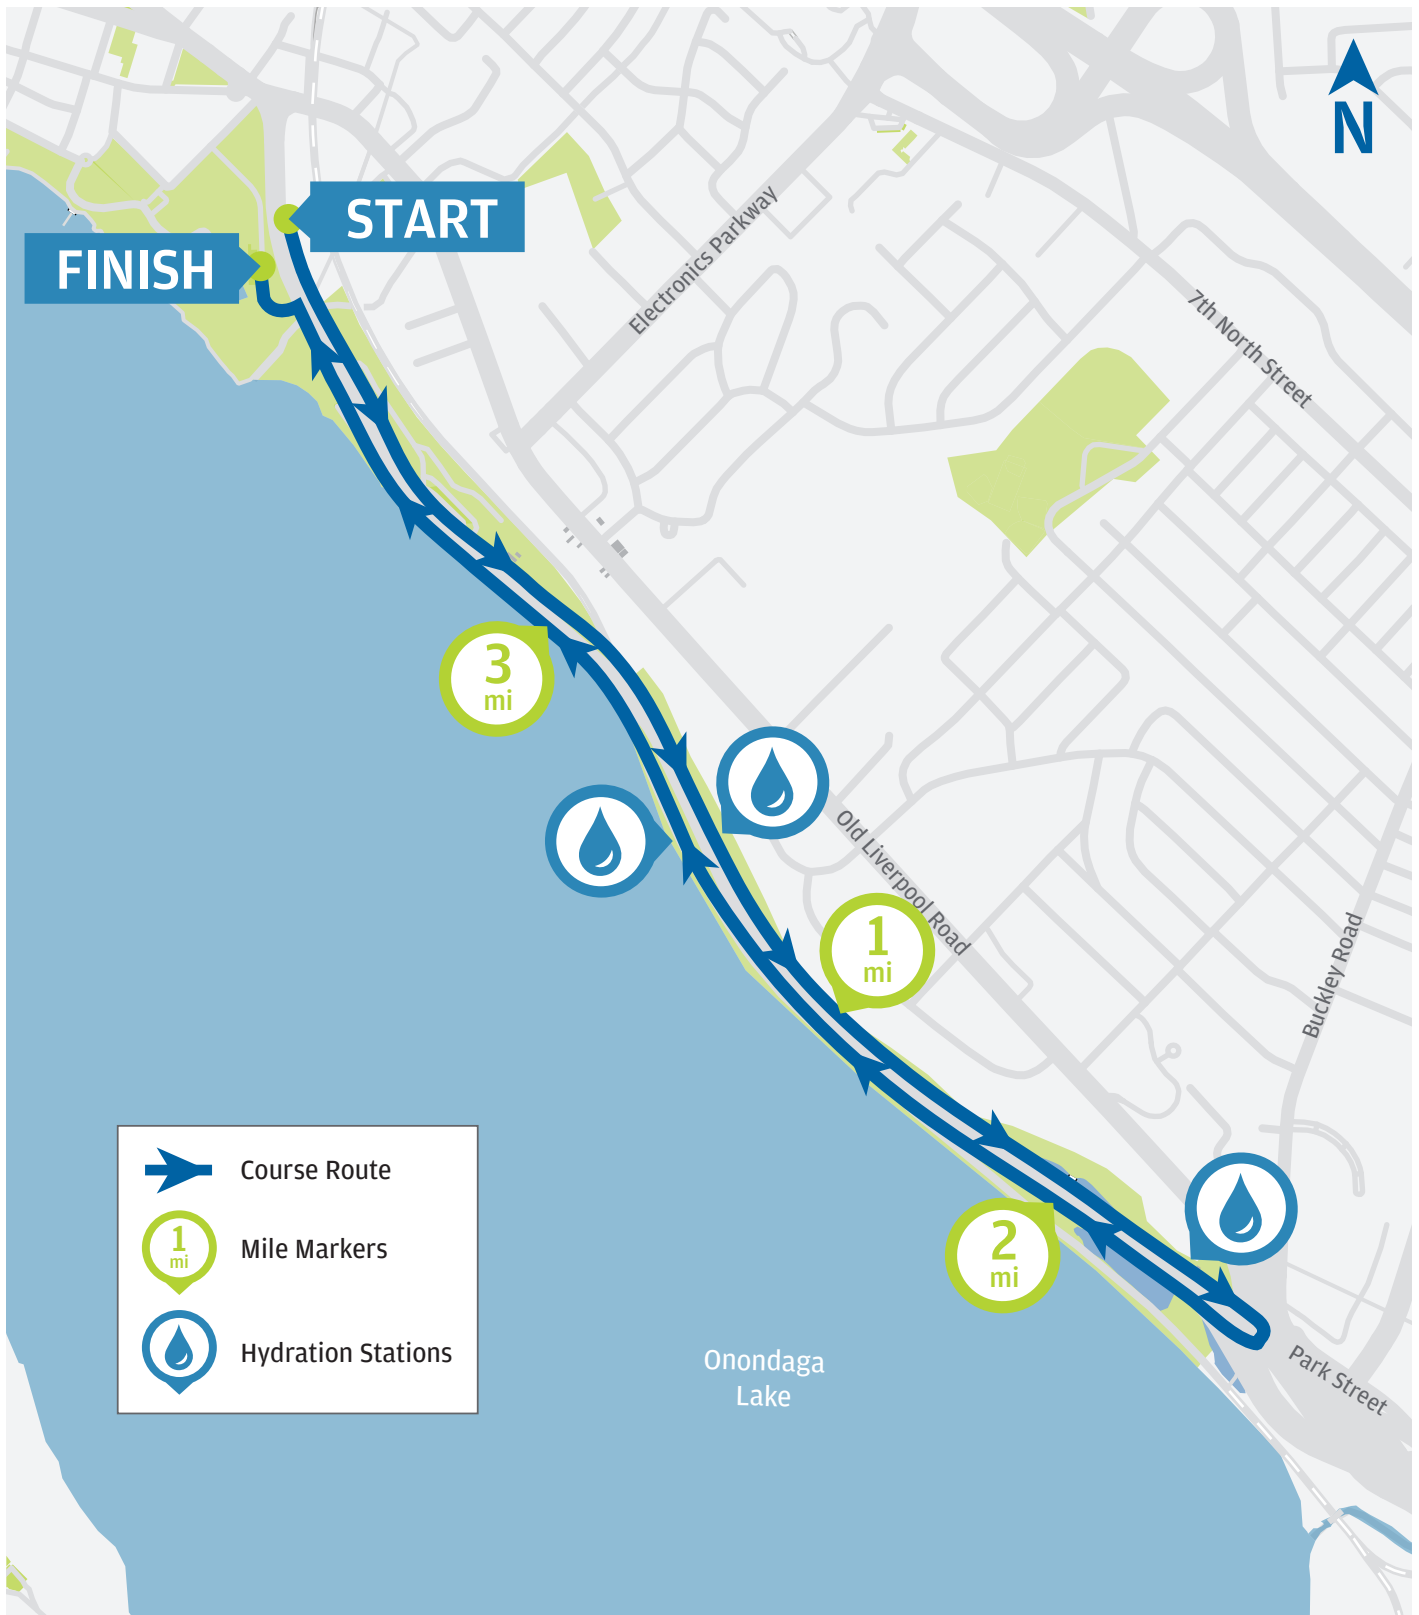 N
START
FINISH
Electronics Parkway
7th North Street
3
mi
Old Liverpool Road
1
mi
Buckley Road
2
mi
Park Street
Onondaga
Lake
Course Route
1
mi
Mile Markers
Hydration Stations